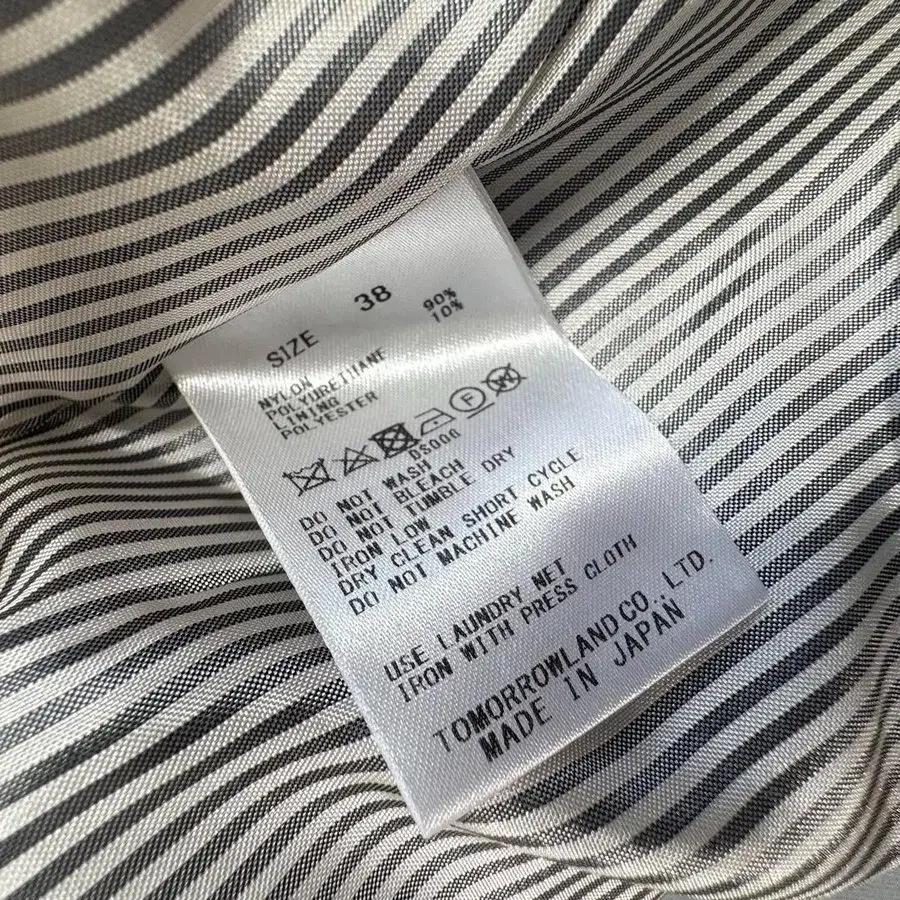 SIZE 38
NYLON 90%
POLYURETHANE 10%
LINING
POLYESTER
DS006
DO NOT WASH
DO NOT BLEACH
DO NOT TUMBLE DRY
IRON LOW
DRY CLEAN SHORT CYCLE
DO NOT MACHINE WASH
USE LAUNDRY NET
IRON WITH PRESS CLOTH
TOMORROWLAND CO., LTD.
MADE IN JAPAN